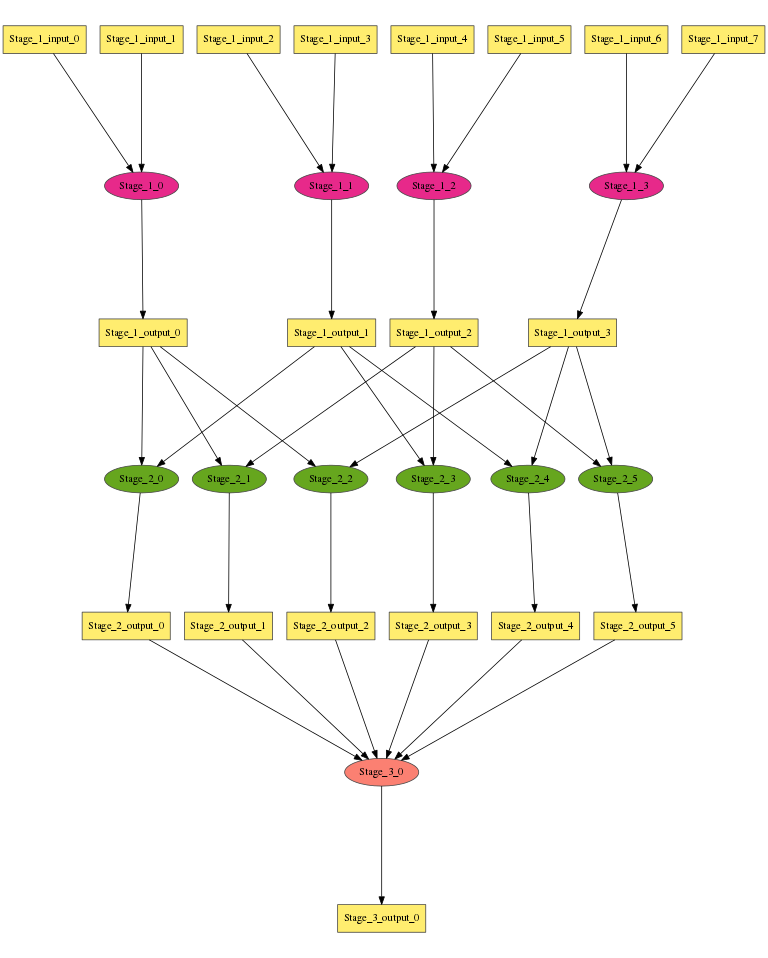 Stage_1_input_0
Stage_1_input_1
Stage_1_input_2
Stage_1_input_3
Stage_1_input_4
Stage_1_input_5
Stage_1_input_6
Stage_1_input_7
Stage_1_0
Stage_1_1
Stage_1_2
Stage_1_3
Stage_1_output_0
Stage_1_output_1
Stage_1_output_2
Stage_1_output_3
Stage_2_0
Stage_2_1
Stage_2_2
Stage_2_3
Stage_2_4
Stage_2_5
Stage_2_output_0
Stage_2_output_1
Stage_2_output_2
Stage_2_output_3
Stage_2_output_4
Stage_2_output_5
Stage_3_0
Stage_3_output_0